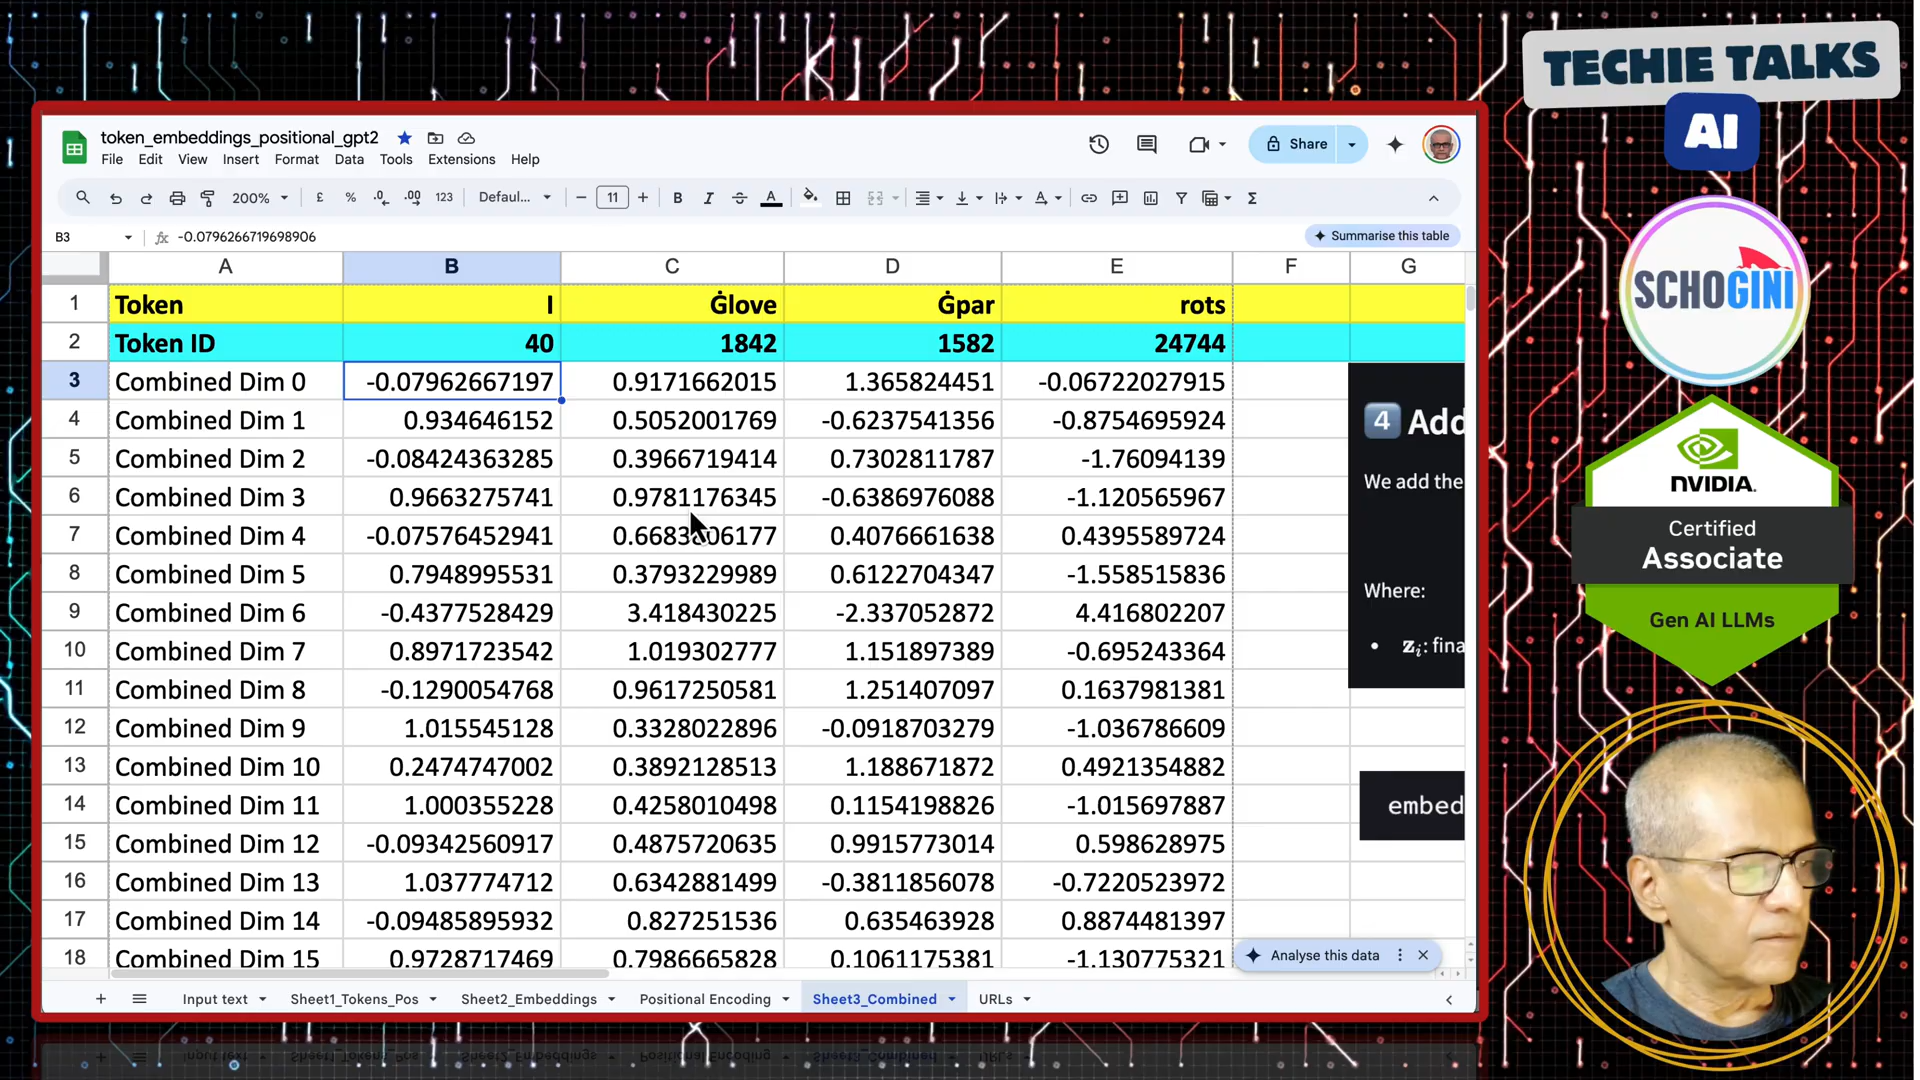 TECHIE TALKS
AI
SCHOGINI
NVIDIA.
Certified
Associate
Gen AI LLMs
token_embeddings_positional_gpt2
File Edit View Insert Format Data Tools Extensions Help
Share
200% £ % .0 .00 123 Defaul... 11 B I A
B3 fx -0.0796266719698906
Summarise this table
A B C D E F G
1 Token I Ġlove Ġpar rots
2 Token ID 40 1842 1582 24744
3 Combined Dim 0 -0.07962667197 0.9171662015 1.365824451 -0.06722027915
4 Combined Dim 1 0.934646152 0.5052001769 -0.6237541356 -0.8754695924
5 Combined Dim 2 -0.08424363285 0.3966719414 0.7302811787 -1.76094139
6 Combined Dim 3 0.9663275741 0.9781176345 -0.6386976088 -1.120565967
7 Combined Dim 4 -0.07576452941 0.4076661638 0.4395589724
8 Combined Dim 5 0.7948995531 0.3793229989 0.6122704347 -1.558515836
9 Combined Dim 6 -0.4377528429 3.418430225 -2.337052872 4.416802207
10 Combined Dim 7 0.8971723542 1.019302777 1.151897389 -0.695243364
11 Combined Dim 8 -0.1290054768 0.9617250581 1.251407097 0.1637981381
12 Combined Dim 9 1.015545128 0.3328022896 -0.0918703279 -1.036786609
13 Combined Dim 10 0.2474747002 0.3892128513 1.188671872 0.4921354882
14 Combined Dim 11 1.000355228 0.4258010498 0.1154198826 -1.015697887
15 Combined Dim 12 -0.09342560917 0.4875720635 0.9915773014 0.598628975
16 Combined Dim 13 1.037774712 0.6342881499 -0.3811856078 -0.7220523972
17 Combined Dim 14 -0.09485895932 0.827251536 0.635463928 0.8874481397
18 Combined Dim 15 0.9728717469 0.7986665828 0.1061175381 -1.130775321
4 Add
We add the
Where:
• zᵢ: fina
embed
Analyse this data
Input text Sheet1_Tokens_Pos Sheet2_Embeddings Positional Encoding Sheet3_Combined URLs